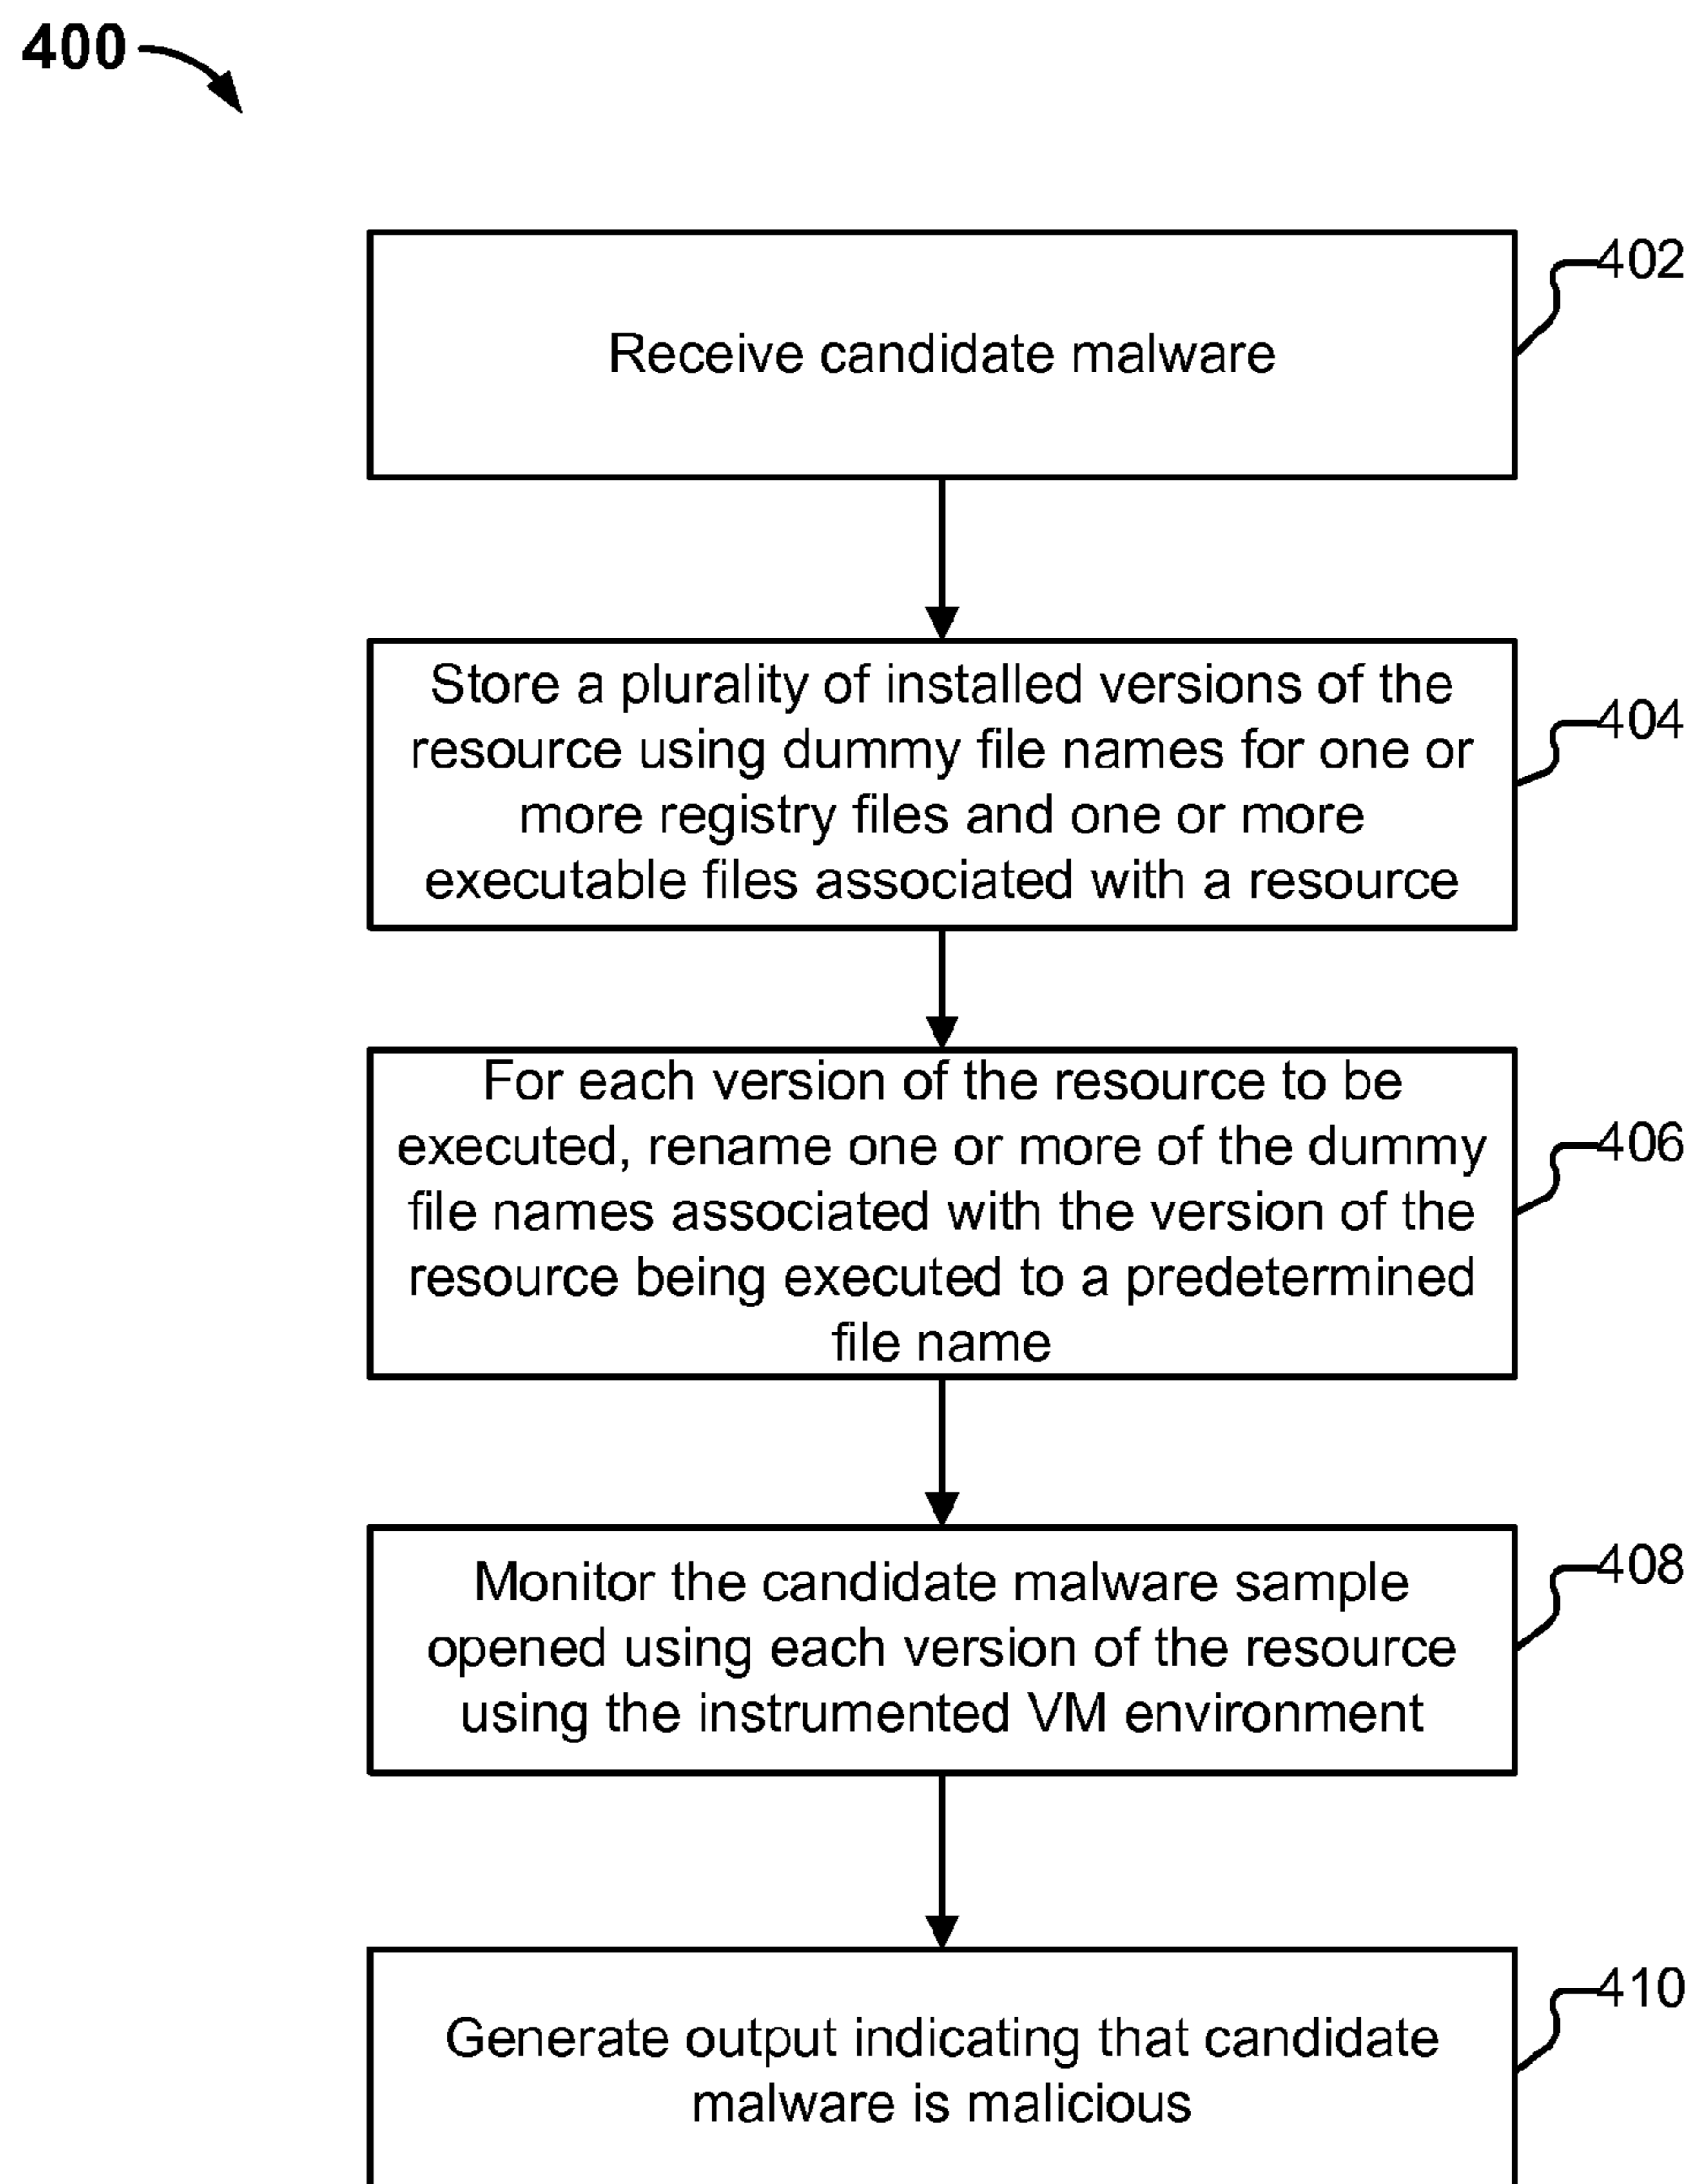 400
402
Receive candidate malware
404
Store a plurality of installed versions of the
resource using dummy file names for one or
more registry files and one or more
executable files associated with a resource
406
For each version of the resource to be
executed, rename one or more of the dummy
file names associated with the version of the
resource being executed to a predetermined
file name
408
Monitor the candidate malware sample
opened using each version of the resource
using the instrumented VM environment
410
Generate output indicating that candidate
malware is malicious